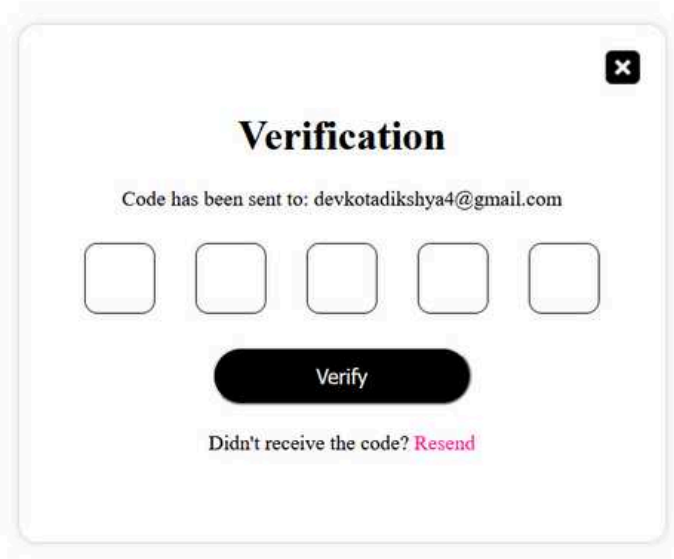 Verification
Code has been sent to: devkotadikshya4@gmail.com
Verify
Didn't receive the code? Resend